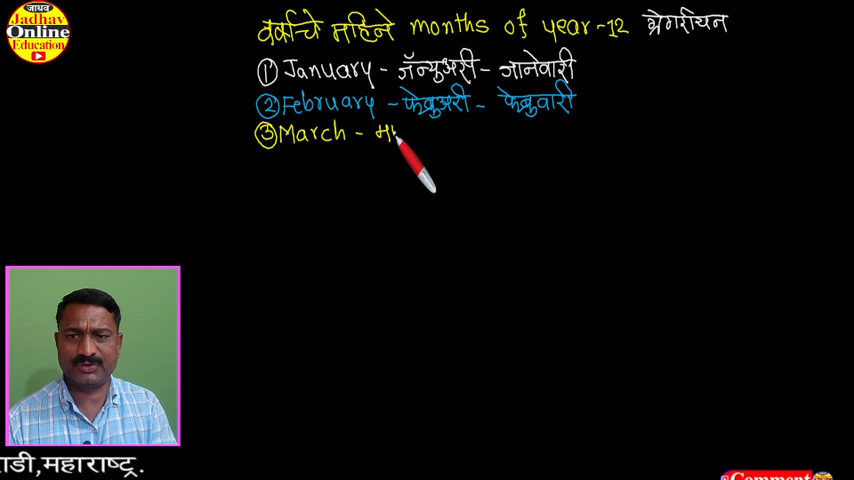 जाधव
Jadhav
Online
Education
वर्षाचे महिने months of year-12 ग्रेगरीयन
① January - जॅन्युअरी - जानेवारी
② February - फेब्रुअरी - फेब्रुवारी
③ March - मा
राडी,महाराष्ट्र.
Comment